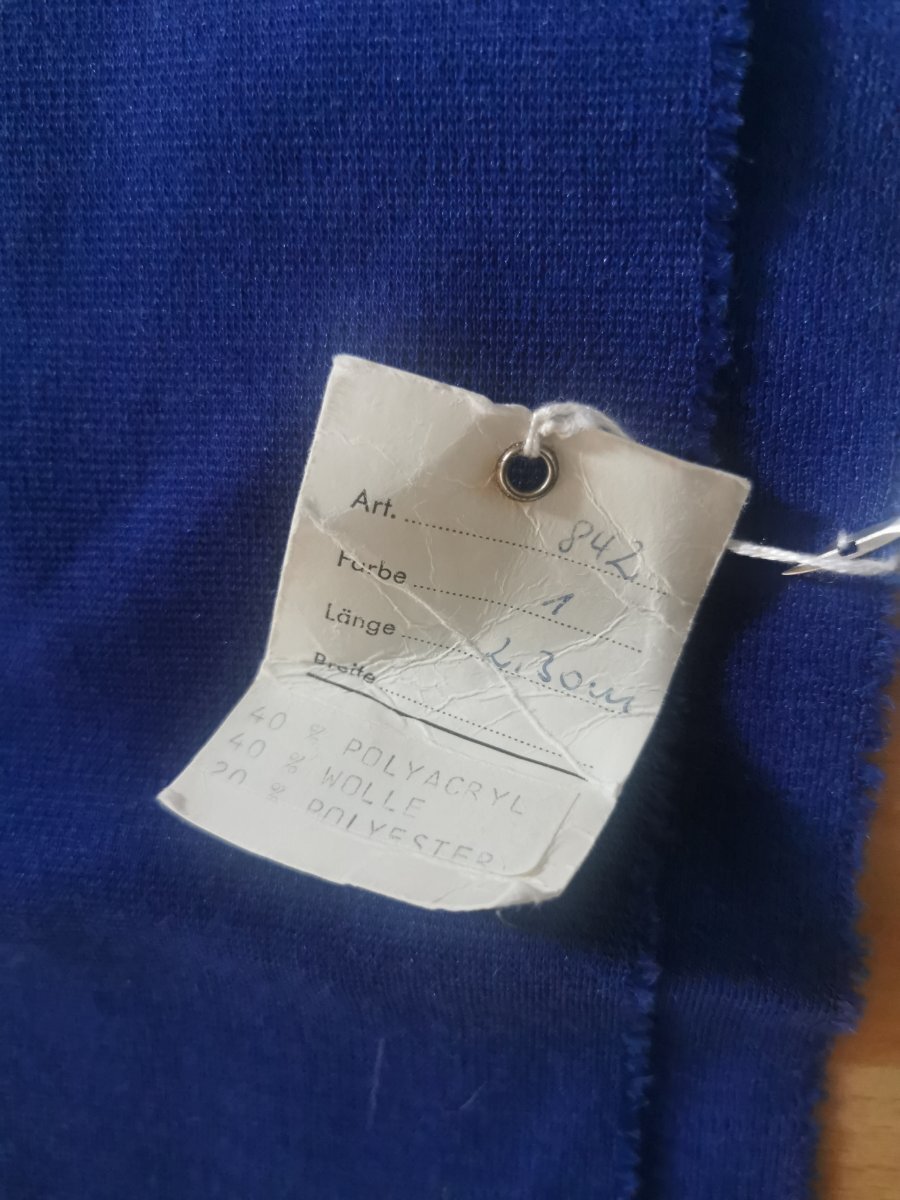 Art. 842
Farbe 1
Länge 2.30 m
Breite
40 % POLYACRYL
40 % WOLLE
20 % POLYESTER